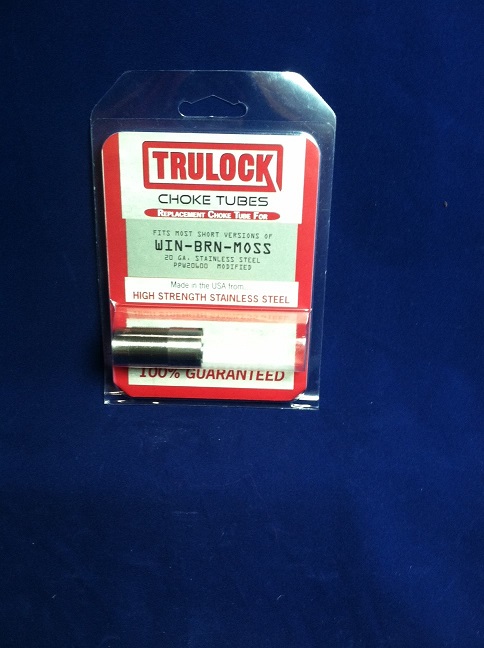 TRULOCK
CHOKE TUBES
REPLACEMENT CHOKE TUBE FOR
FITS MOST SHORT VERSIONS OF
WIN-BRN-MOSS
20 GA. STAINLESS STEEL
PPW20600 MODIFIED
Made in the USA from
HIGH STRENGTH STAINLESS STEEL
100% GUARANTEED